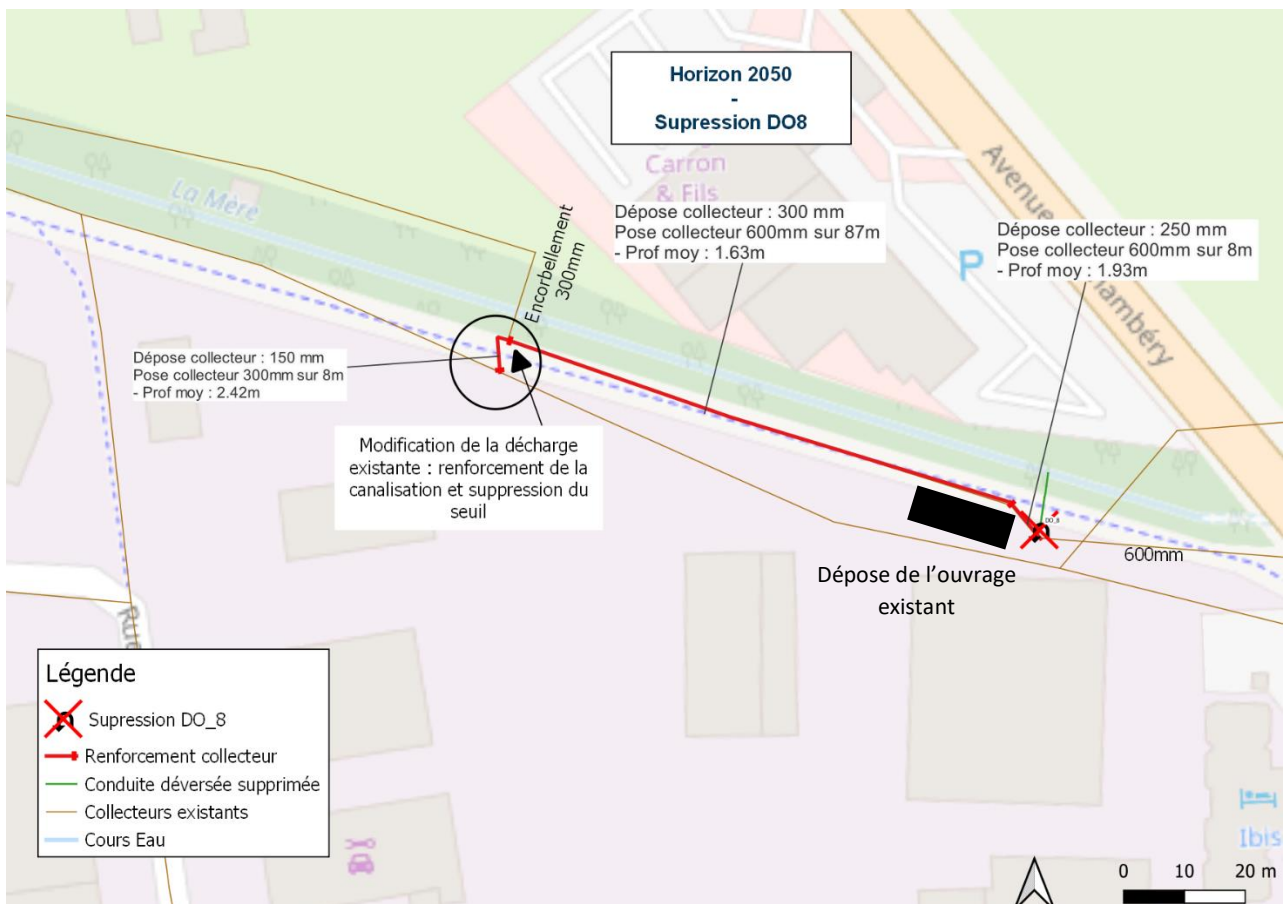 Horizon 2050
-
Supression DO8
Carron
& Fils
Avenue
hambéry
La Mère
P
Dépose collecteur : 300 mm
Pose collecteur 600mm sur 87m
- Prof moy : 1.63m
Dépose collecteur : 250 mm
Pose collecteur 600mm sur 8m
- Prof moy : 1.93m
Encorbellement
300mm
Dépose collecteur : 150 mm
Pose collecteur 300mm sur 8m
- Prof moy : 2.42m
Modification de la décharge
existante : renforcement de la
canalisation et suppression du
seuil
DO_8
600mm
Dépose de l'ouvrage
existant
Légende
Supression DO_8
Renforcement collecteur
Conduite déversée supprimée
Collecteurs existants
Cours Eau
Ibis
0 10 20 m